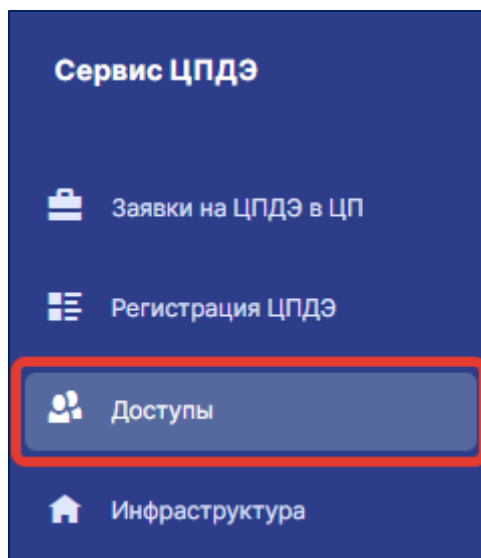 Сервис ЦПДЭ
Заявки на ЦПДЭ в ЦП
Регистрация ЦПДЭ
Доступы
Инфраструктура